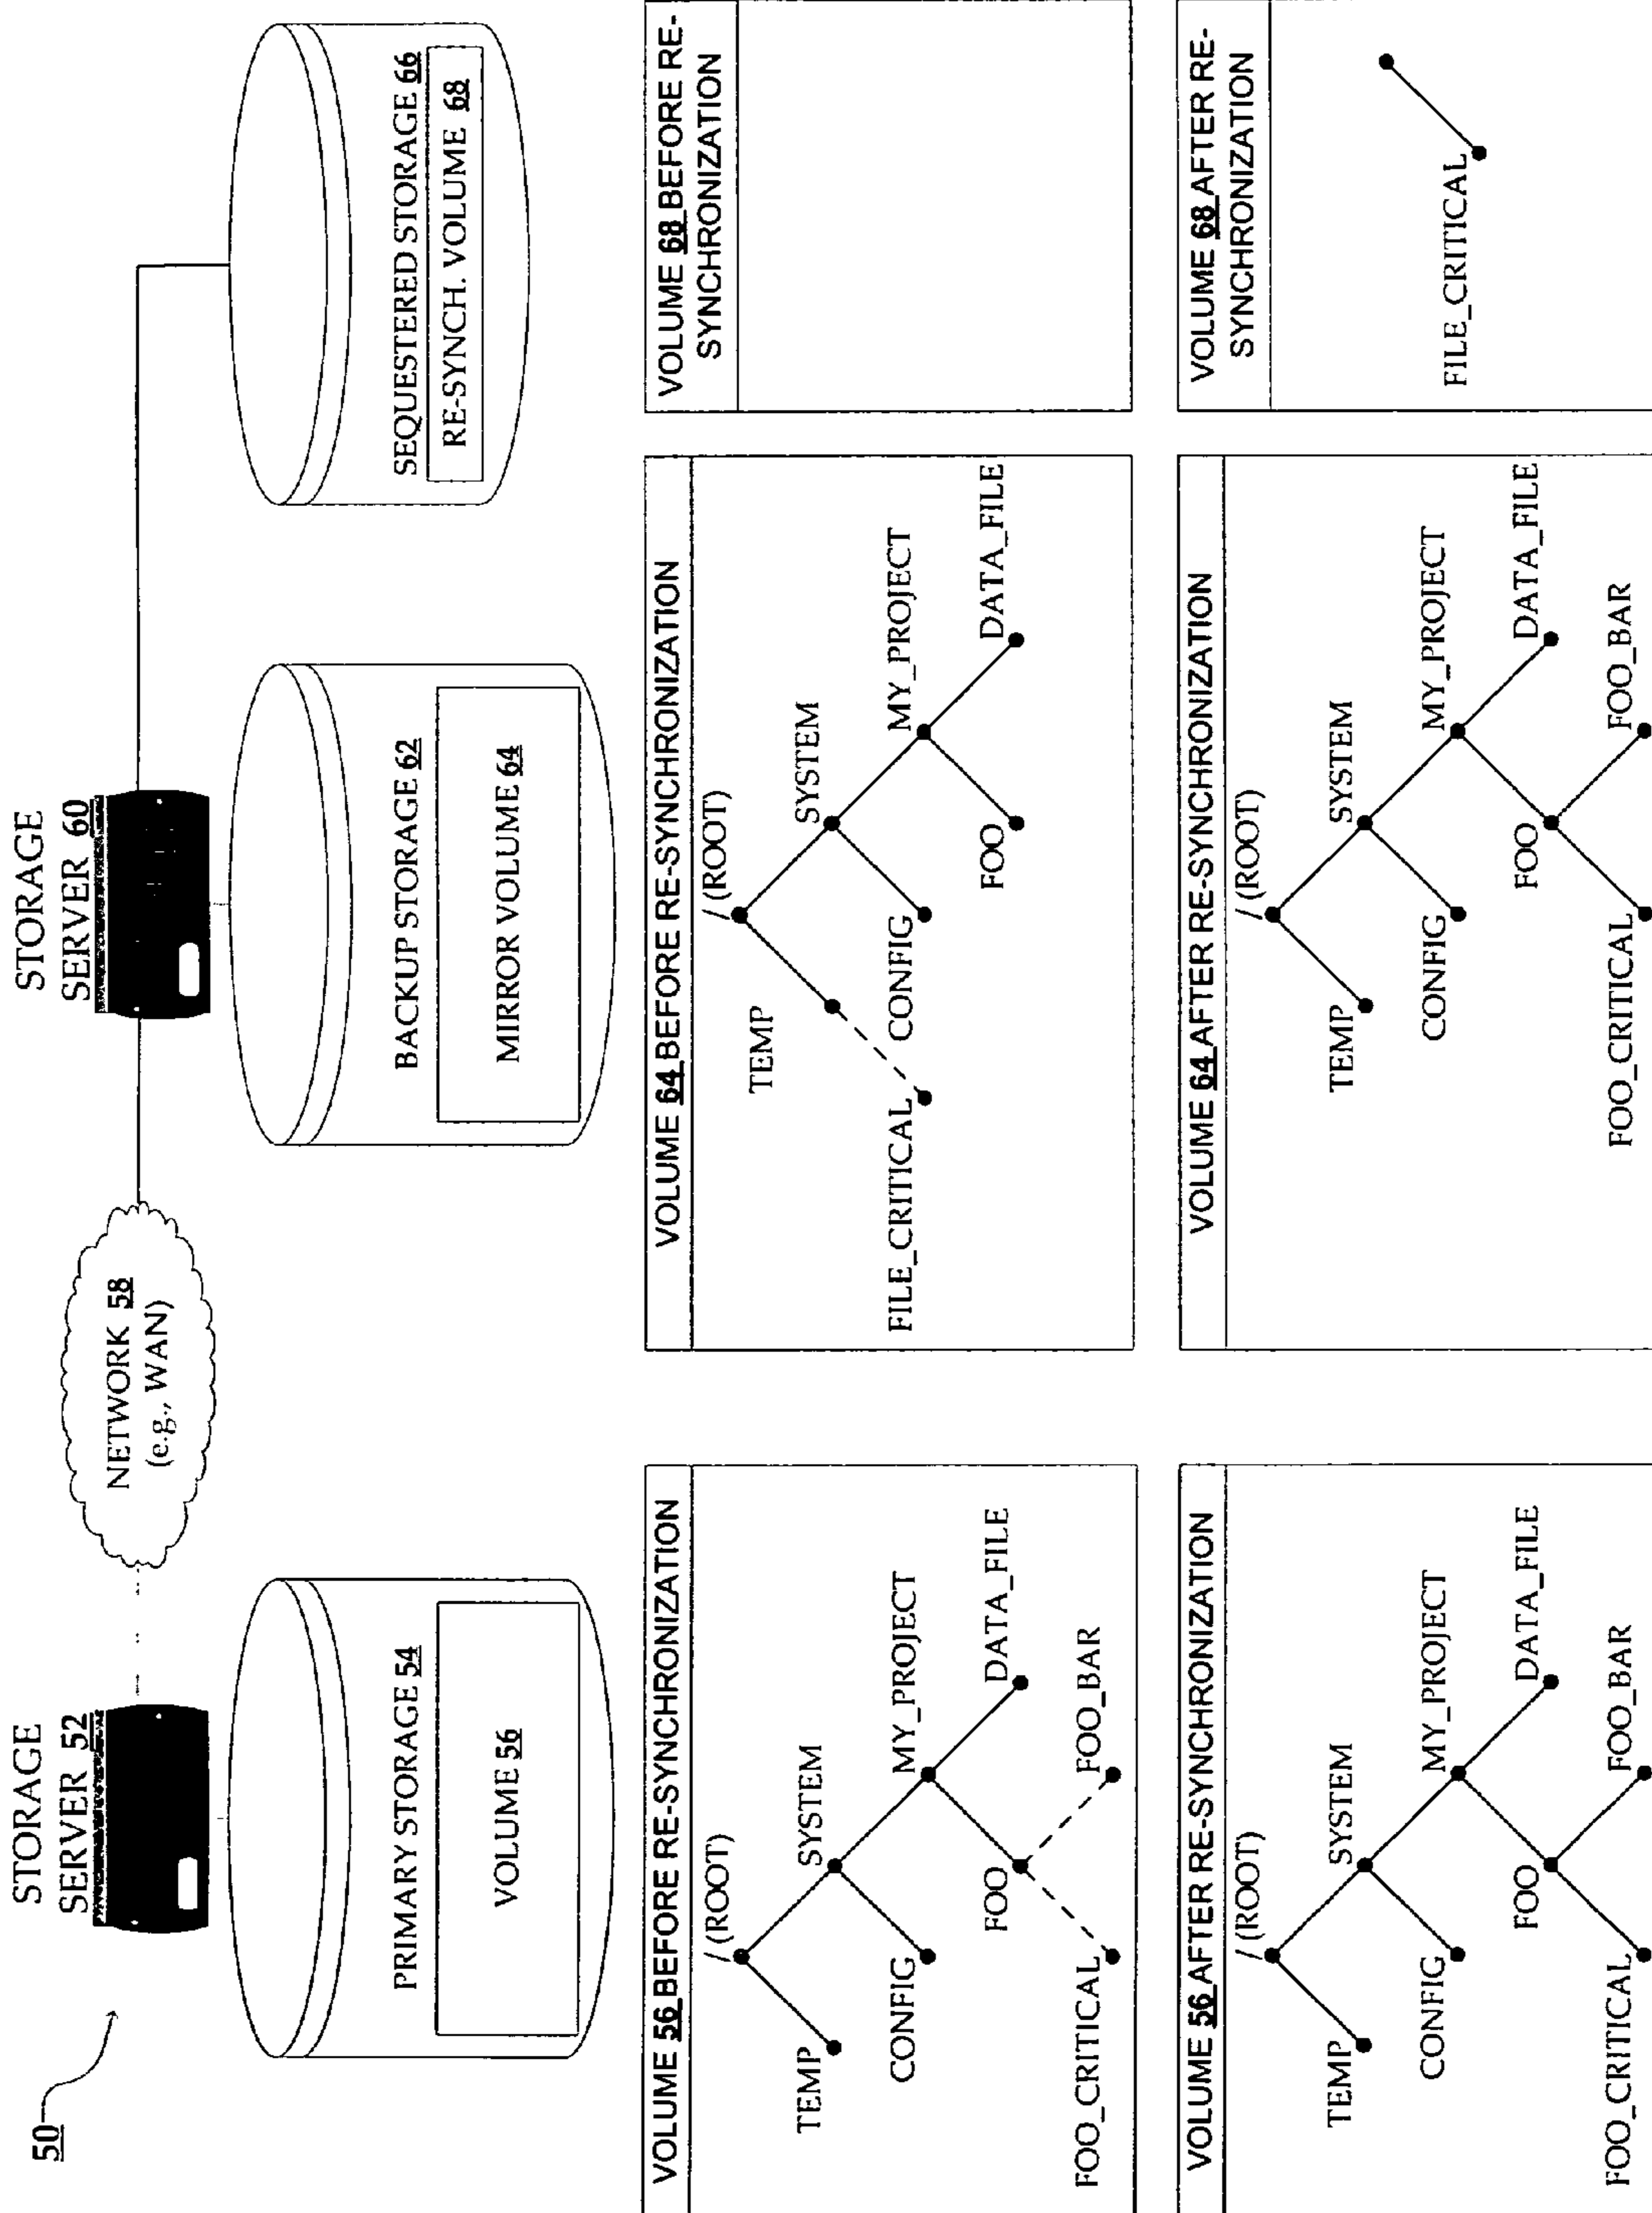 50
STORAGE
SERVER 52
NETWORK 58
(e.g., WAN)
STORAGE
SERVER 60
PRIMARY STORAGE 54
VOLUME 56
BACKUP STORAGE 62
MIRROR VOLUME 64
SEQUESTERED STORAGE 66
RE-SYNCH. VOLUME 68
VOLUME 56 BEFORE RE-SYNCHRONIZATION
/ (ROOT)
TEMP
SYSTEM
CONFIG
MY_PROJECT
FOO
DATA_FILE
FOO_CRITICAL
FOO_BAR
VOLUME 64 BEFORE RE-SYNCHRONIZATION
/ (ROOT)
TEMP
SYSTEM
FILE_CRITICAL
CONFIG
MY_PROJECT
FOO
DATA_FILE
VOLUME 68 BEFORE RE-
SYNCHRONIZATION
VOLUME 56 AFTER RE-SYNCHRONIZATION
/ (ROOT)
TEMP
SYSTEM
CONFIG
MY_PROJECT
FOO
DATA_FILE
FOO_CRITICAL
FOO_BAR
VOLUME 64 AFTER RE-SYNCHRONIZATION
/ (ROOT)
TEMP
SYSTEM
CONFIG
MY_PROJECT
FOO
DATA_FILE
FOO_CRITICAL
FOO_BAR
VOLUME 68 AFTER RE-
SYNCHRONIZATION
FILE_CRITICAL